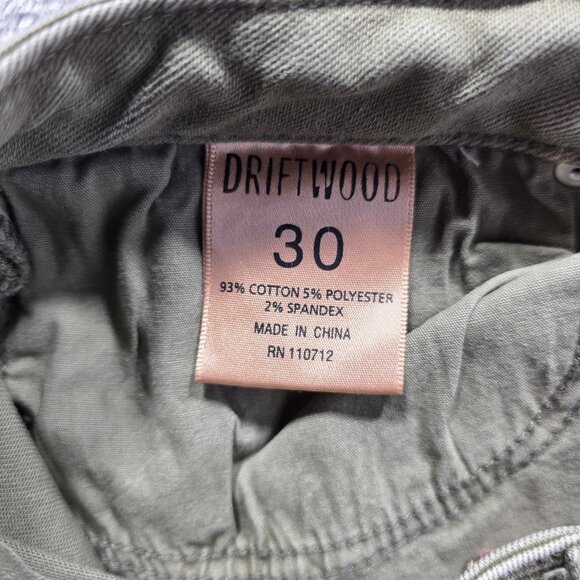 DRIFTWOOD
30
93% COTTON 5% POLYESTER
2% SPANDEX
MADE IN CHINA
RN 110712